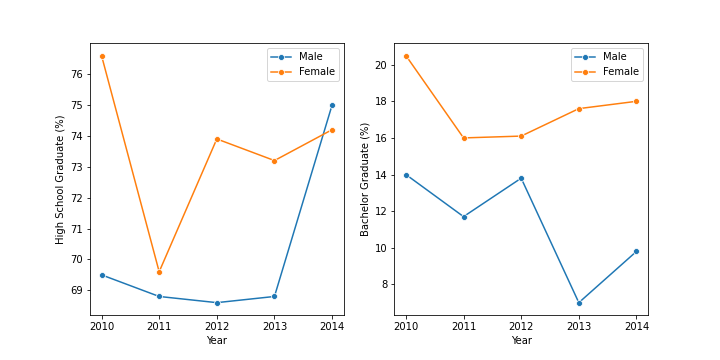 High School Graduate (%)
76
75
74
73
72
71
70
69
2010 2011 2012 2013 2014
Year
Male
Female
Bachelor Graduate (%)
20
18
16
14
12
10
8
2010 2011 2012 2013 2014
Year
Male
Female